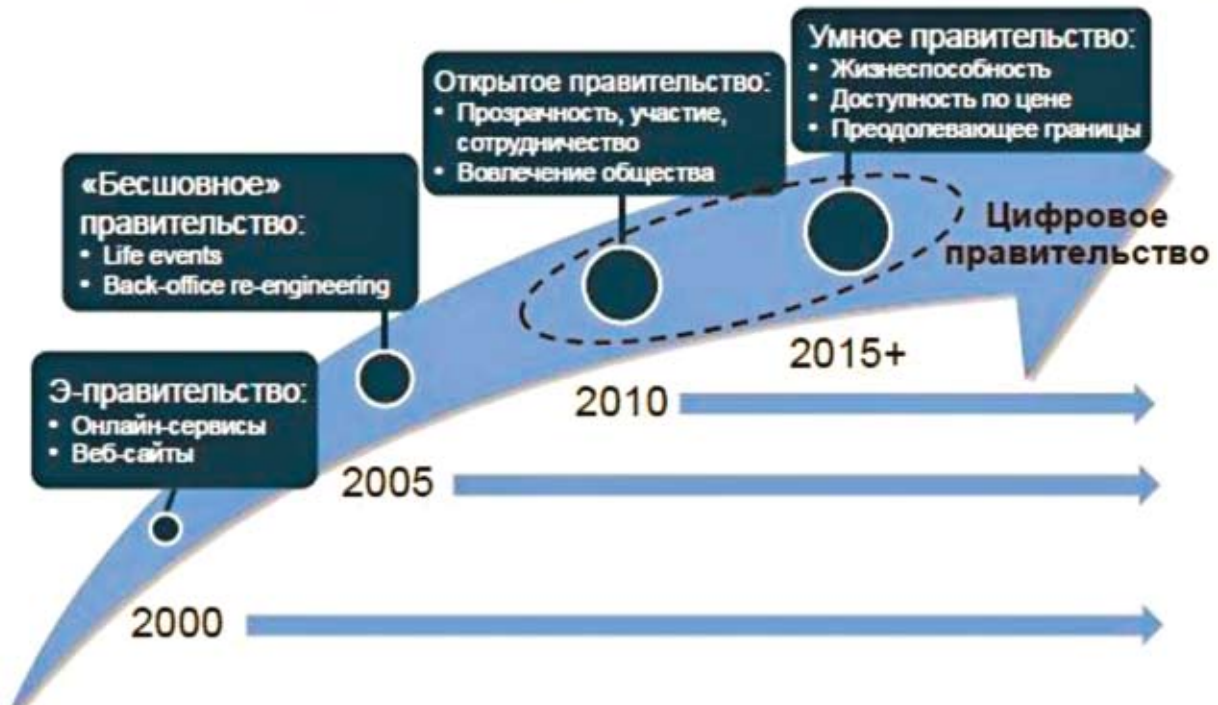 Умное правительство:
• Жизнеспособность
• Доступность по цене
• Преодолевающее границы
Открытое правительство:
• Прозрачность, участие,
сотрудничество
• Вовлечение общества
«Бесшовное»
правительство:
• Life events
• Back-office re-engineering
Э-правительство:
• Онлайн-сервисы
• Веб-сайты
Цифровое
правительство
2015+
2010
2005
2000